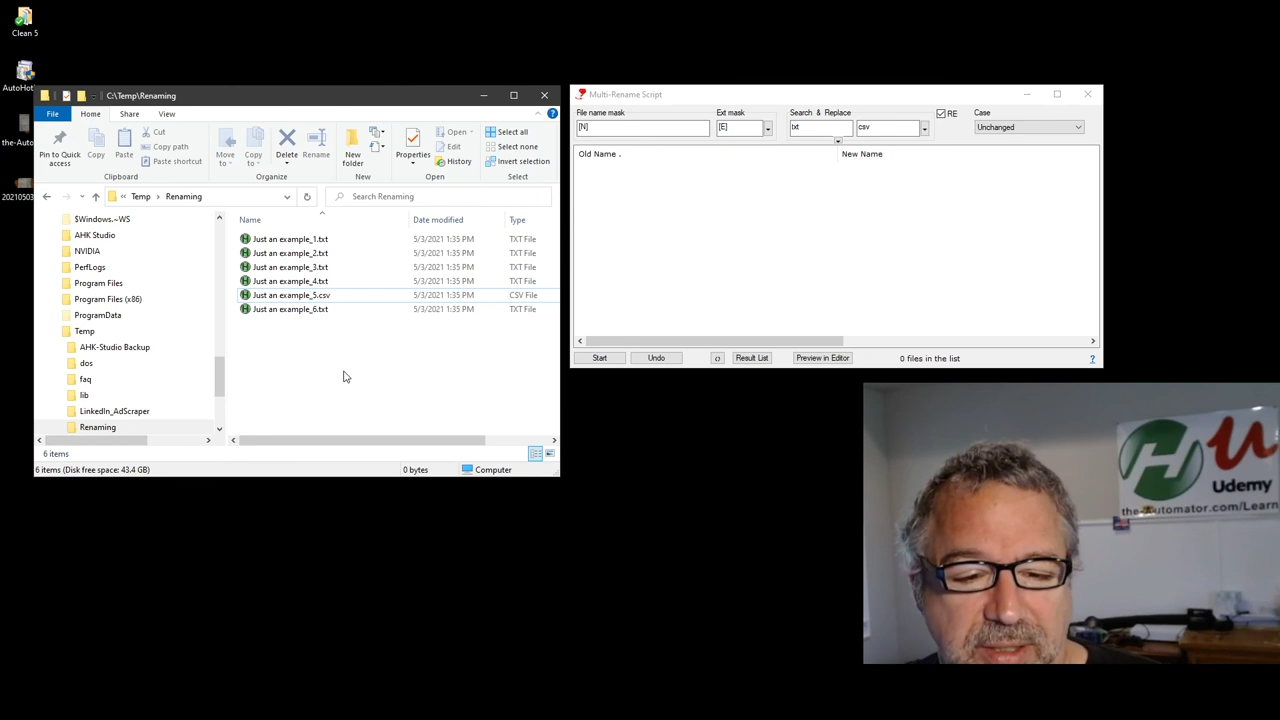 Clean 5
AutoHot
the-Auto
20210503
C:\Temp\Renaming
File
Home
Share
View
Pin to Quick
access
Copy
Paste
Cut
Copy path
Paste shortcut
Clipboard
Move
to
Copy
to
Delete
Rename
Organize
New
folder
New
Properties
Open
Edit
History
Open
Select all
Select none
Invert selection
Select
Temp
Renaming
Search Renaming
$Windows.~WS
AHK Studio
NVIDIA
PerfLogs
Program Files
Program Files (x86)
ProgramData
Temp
AHK-Studio Backup
dos
faq
lib
LinkedIn_AdScraper
Renaming
Name Date modified Type
Just an example_1.txt 5/3/2021 1:35 PM TXT File
Just an example_2.txt 5/3/2021 1:35 PM TXT File
Just an example_3.txt 5/3/2021 1:35 PM TXT File
Just an example_4.txt 5/3/2021 1:35 PM TXT File
Just an example_5.csv 5/3/2021 1:35 PM CSV File
Just an example_6.txt 5/3/2021 1:35 PM TXT File
6 items
6 items (Disk free space: 43.4 GB) 0 bytes Computer
Multi-Rename Script
File name mask Ext mask Search & Replace RE Case
[N] [E] txt csv Unchanged
Old Name . New Name
Start Undo Result List Preview in Editor 0 files in the list ?
Udemy
the-Automator.com/Learn